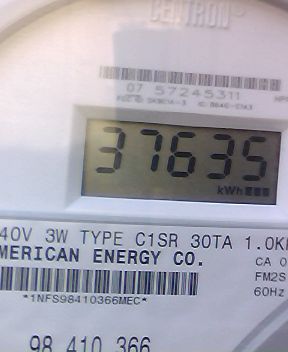 CENTRON®
07 57245311
37635
kWh
40V 3W TYPE C1SR 30TA 1.0K
MERICAN ENERGY CO.
CA 0
FM2S
60Hz
*1NFS98410366MEC*
98 410 366